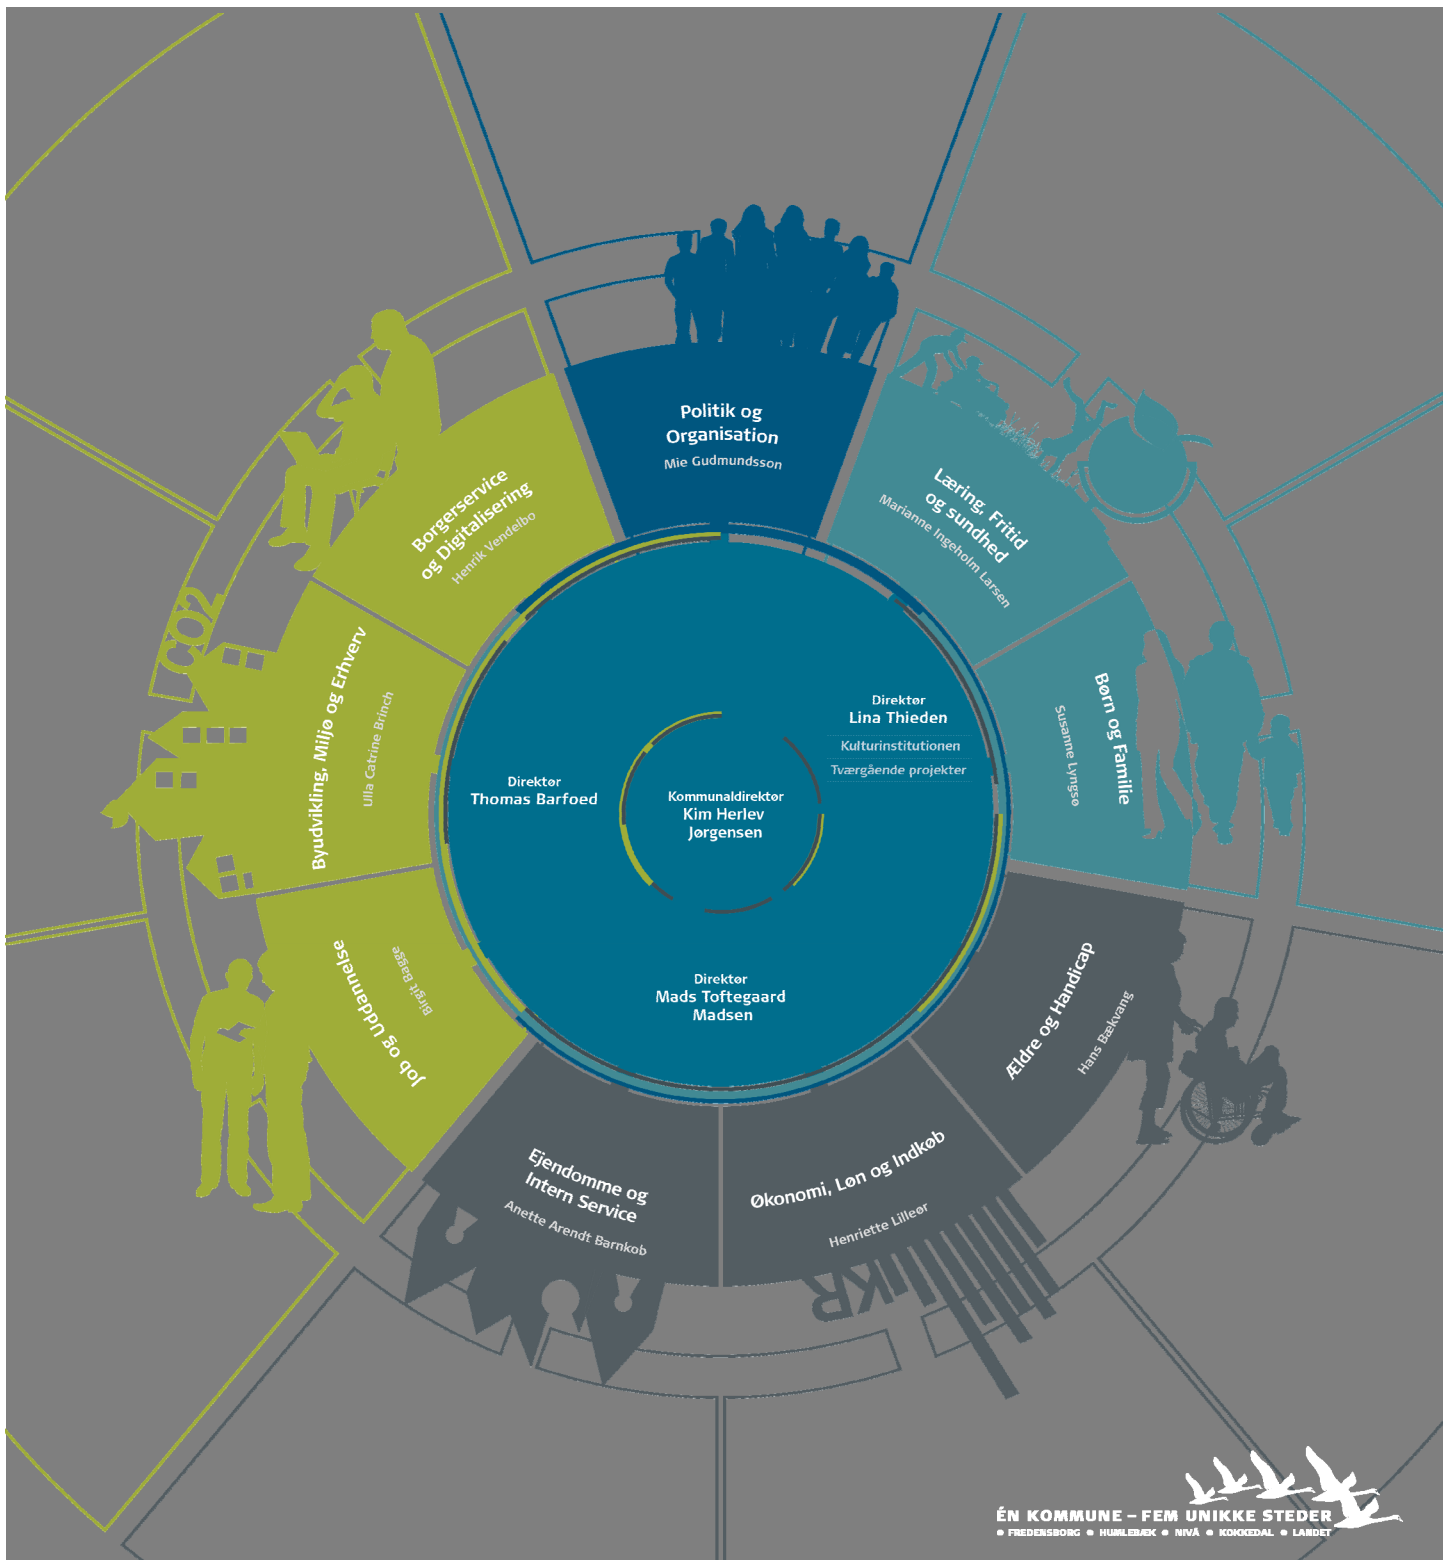 Politik og
Organisation
Mie Gudmundsson
Læring, Fritid
og sundhed
Marianne Ingeholm Larsen
Børn og Familie
Susanne Lyngsø
Ældre og Handicap
Hans Bækvang
Økonomi, Løn og Indkøb
Henriette Lilleør
KR
Ejendomme og
Intern Service
Anette Arendt Barnkob
Job og Uddannelse
Birgit Bagge
Byudvikling, Miljø og Erhverv
Ulla Catrine Brinch
CO2
Borgerservice
og Digitalisering
Henrik Vendelbo
Direktør
Lina Thieden
Kulturinstitutionen
Tværgående projekter
Direktør
Thomas Barfoed
Kommunaldirektør
Kim Herlev
Jørgensen
Direktør
Mads Toftegaard
Madsen
ÉN KOMMUNE – FEM UNIKKE STEDER
● FREDENSBORG ● HUMLEBÆK ● NIVÅ ● KOKKEDAL ● LANDET